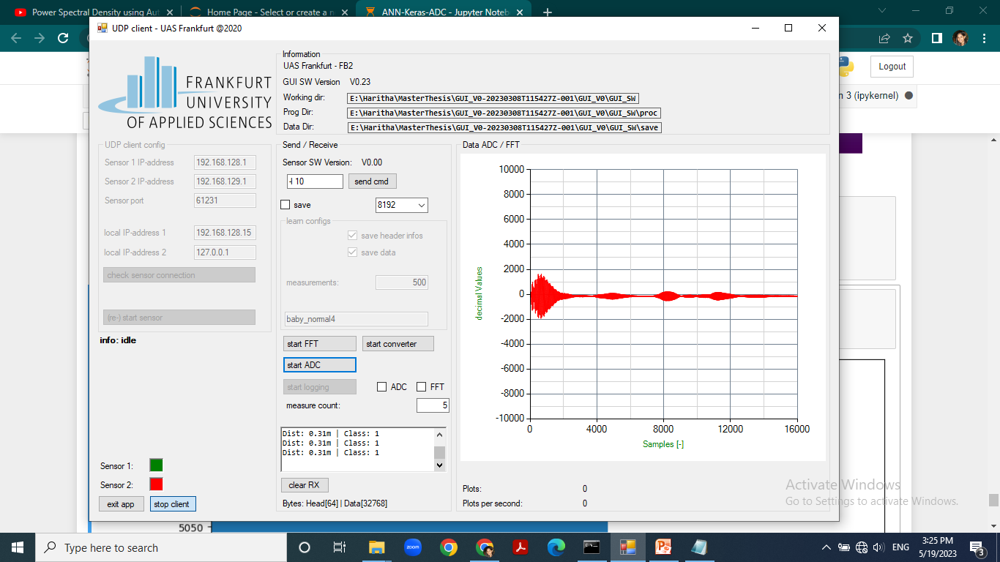 Power Spectral Density using Aut
Home Page - Select or create a n
ANN-Keras-ADC - Jupyter Noteb
UDP client - UAS Frankfurt @2020
Logout
n 3 (ipykernel)
FRANKFURT
UNIVERSITY
OF APPLIED SCIENCES
Information
UAS Frankfurt - FB2
GUI SW Version V0.23
Working dir: E:\Haritha\MasterThesis\GUI_V0-20230308T115427Z-001\GUI_V0\GUI_SW
Prog Dir: E:\Haritha\MasterThesis\GUI_V0-20230308T115427Z-001\GUI_V0\GUI_SW\proc
Data Dir: E:\Haritha\MasterThesis\GUI_V0-20230308T115427Z-001\GUI_V0\GUI_SW\save
UDP client config
Sensor 1 IP-address 192.168.128.1
Sensor 2 IP-address 192.168.129.1
Sensor port 61231
local IP-address 1 192.168.128.15
local IP-address 2 127.0.0.1
check sensor connection
(re-) start sensor
info: idle
Sensor 1:
Sensor 2:
exit app stop client
Send / Receive
Sensor SW Version: V0.00
-l 10 send cmd
save 8192
learn configs
save header infos
save data
measurements: 500
baby_normal4
start FFT start converter
start ADC
start logging ADC FFT
measure count: 5
Dist: 0.31m | Class: 1
Dist: 0.31m | Class: 1
Dist: 0.31m | Class: 1
clear RX
Bytes: Head[64] | Data[32768]
Data ADC / FFT
10000
8000
6000
4000
2000
0
-2000
-4000
-6000
-8000
-10000
decimal Values
0 4000 8000 12000 16000
Samples [-]
Plots: 0
Plots per second: 0
Activate Windows
Go to Settings to activate Windows.
5050
Type here to search
zoom
ENG
3:25 PM
5/19/2023
3